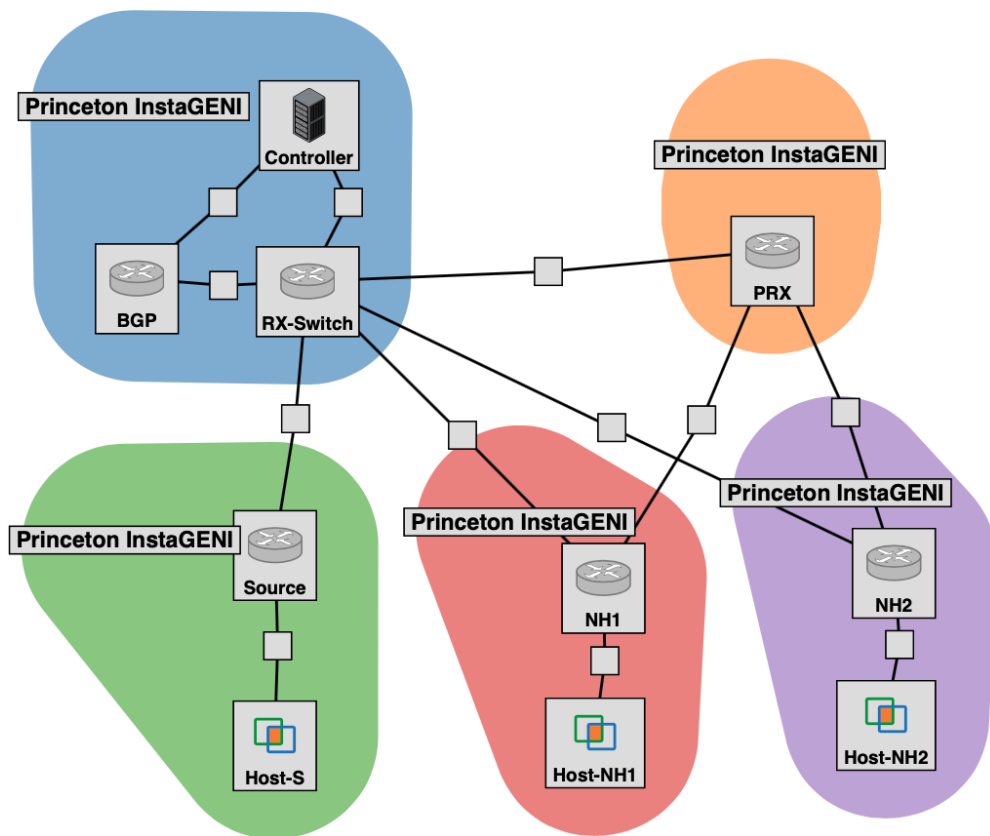 Princeton InstaGENI
Controller
BGP
RX-Switch
Princeton InstaGENI
PRX
Princeton InstaGENI
Source
Host-S
Princeton InstaGENI
NH1
Host-NH1
Princeton InstaGENI
NH2
Host-NH2